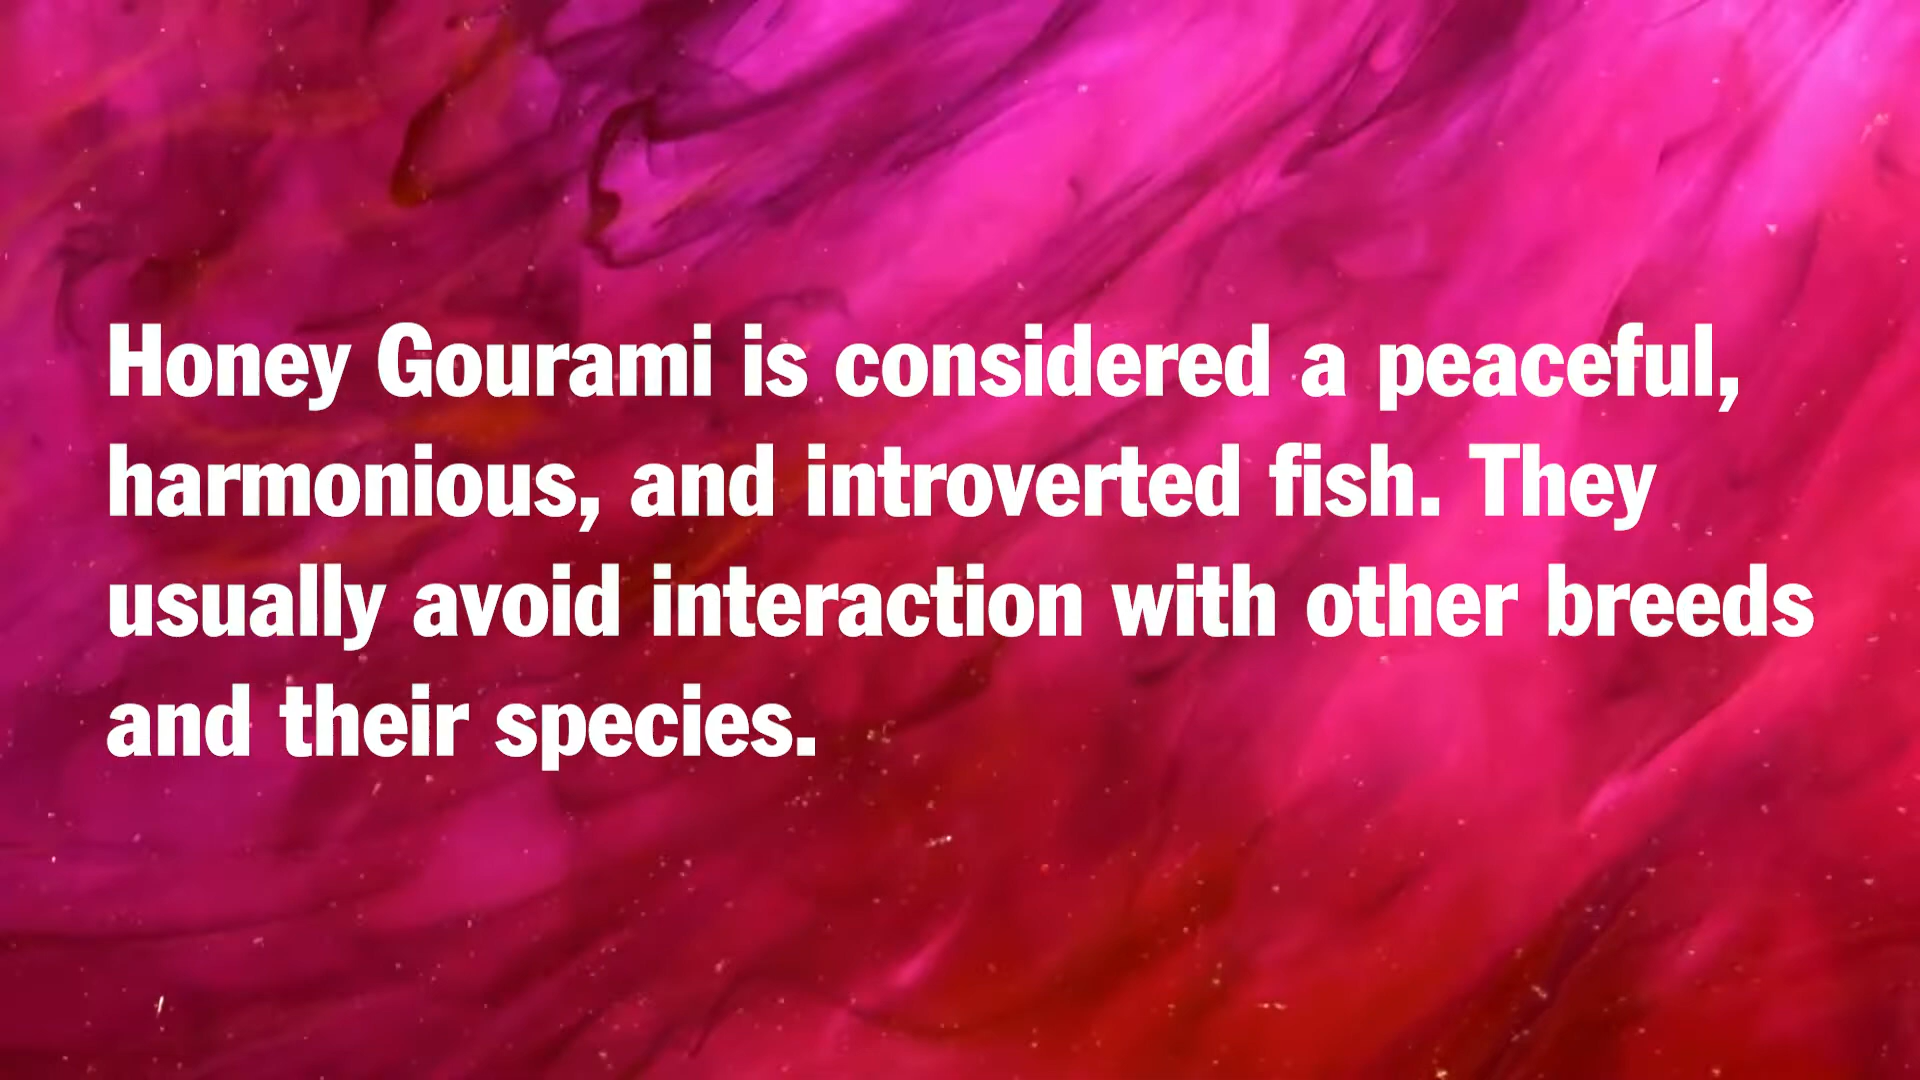 Honey Gourami is considered a peaceful,
harmonious, and introverted fish. They
usually avoid interaction with other breeds
and their species.